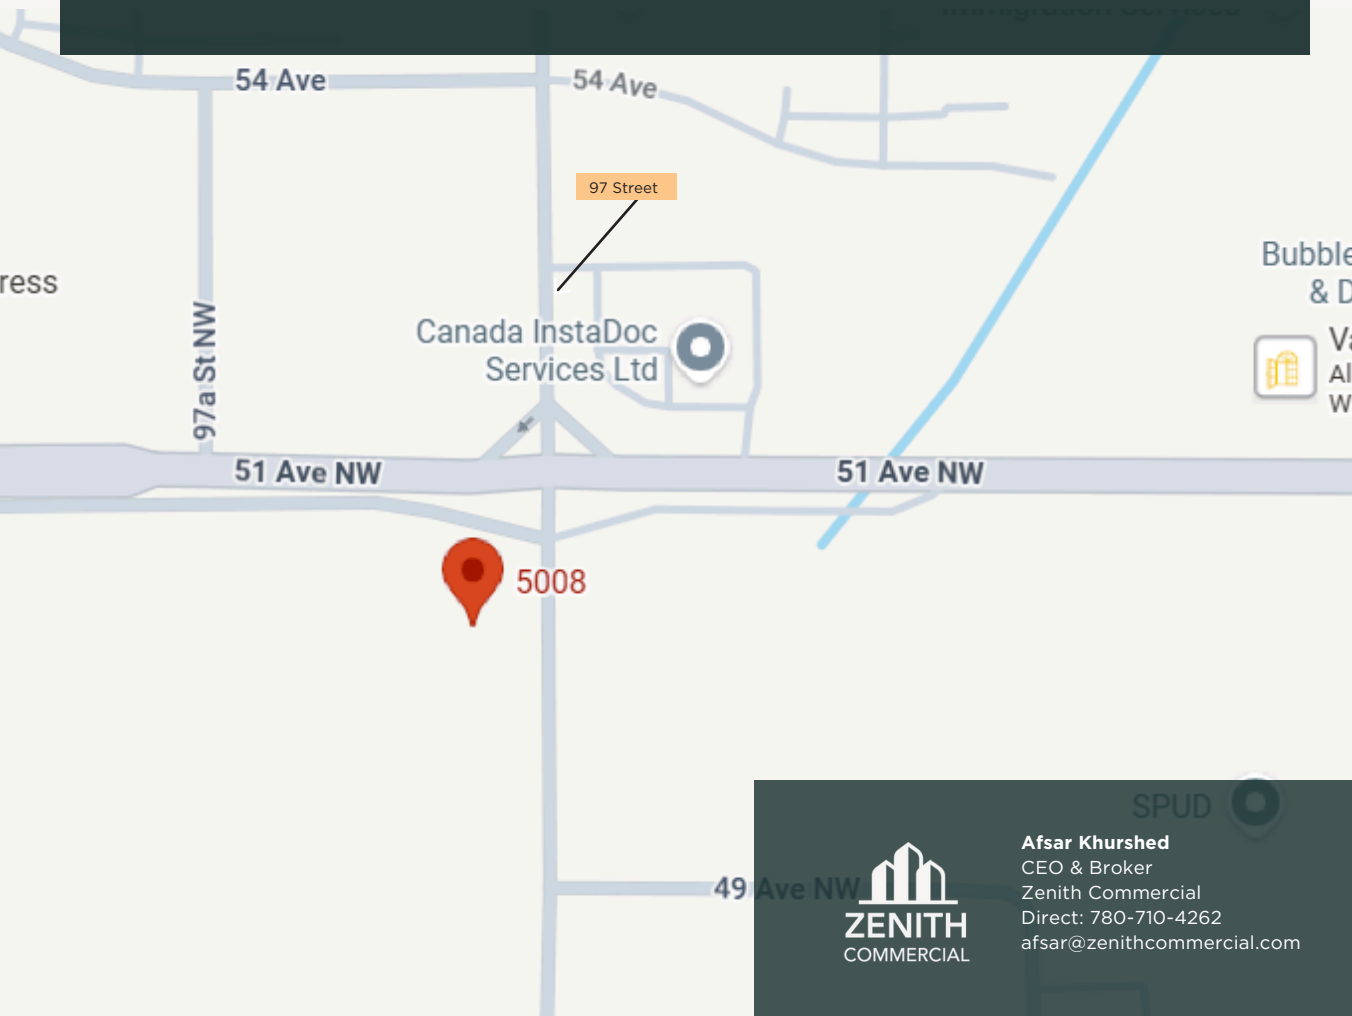 54 Ave
54 Ave
97 Street
Bubble
& D
ress
97a St NW
Canada InstaDoc
Services Ltd
Va
Al
W
51 Ave NW
51 Ave NW
5008
SPUD
49 Ave NW
ZENITH
COMMERCIAL
Afsar Khurshed
CEO & Broker
Zenith Commercial
Direct: 780-710-4262
afsar@zenithcommercial.com